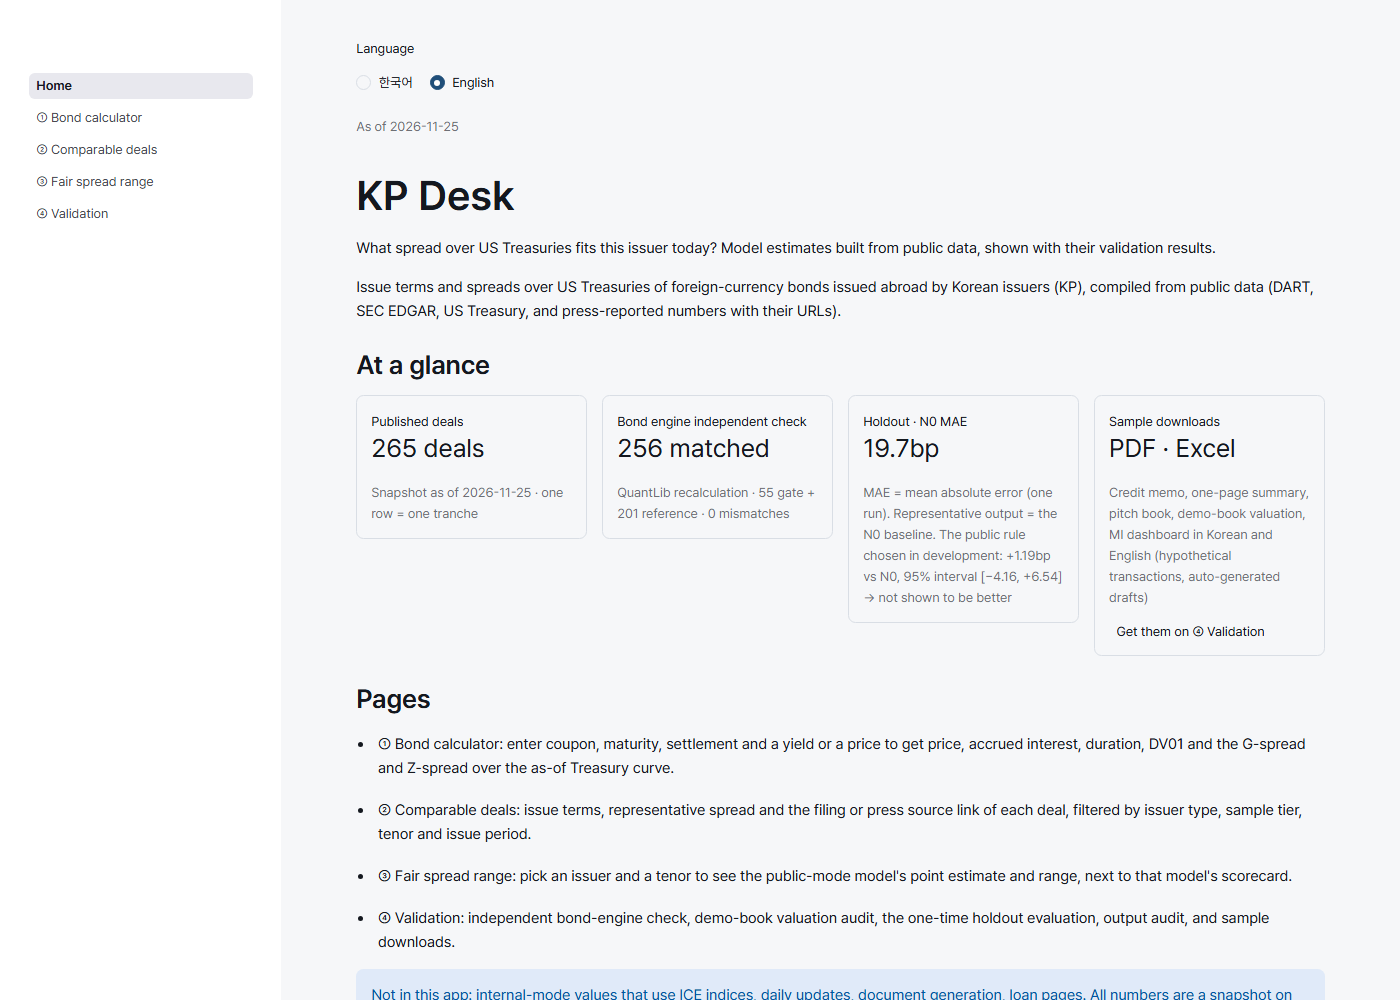 Home
① Bond calculator
② Comparable deals
③ Fair spread range
④ Validation
Language
한국어
English
As of 2026-11-25
KP Desk
What spread over US Treasuries fits this issuer today? Model estimates built from public data, shown with their validation results.
Issue terms and spreads over US Treasuries of foreign-currency bonds issued abroad by Korean issuers (KP), compiled from public data (DART,
SEC EDGAR, US Treasury, and press-reported numbers with their URLs).
At a glance
Published deals
265 deals
Snapshot as of 2026-11-25 · one
row = one tranche
Bond engine independent check
256 matched
QuantLib recalculation · 55 gate +
201 reference · 0 mismatches
Holdout · N0 MAE
19.7bp
MAE = mean absolute error (one
run). Representative output = the
N0 baseline. The public rule
chosen in development: +1.19bp
vs N0, 95% interval [−4.16, +6.54]
→ not shown to be better
Sample downloads
PDF · Excel
Credit memo, one-page summary,
pitch book, demo-book valuation,
MI dashboard in Korean and
English (hypothetical
transactions, auto-generated
drafts)
Get them on ④ Validation
Pages
• ① Bond calculator: enter coupon, maturity, settlement and a yield or a price to get price, accrued interest, duration, DV01 and the G-spread
and Z-spread over the as-of Treasury curve.
• ② Comparable deals: issue terms, representative spread and the filing or press source link of each deal, filtered by issuer type, sample tier,
tenor and issue period.
• ③ Fair spread range: pick an issuer and a tenor to see the public-mode model's point estimate and range, next to that model's scorecard.
• ④ Validation: independent bond-engine check, demo-book valuation audit, the one-time holdout evaluation, output audit, and sample
downloads.
Not in this app: internal-mode values that use ICE indices, daily updates, document generation, loan pages. All numbers are a snapshot on